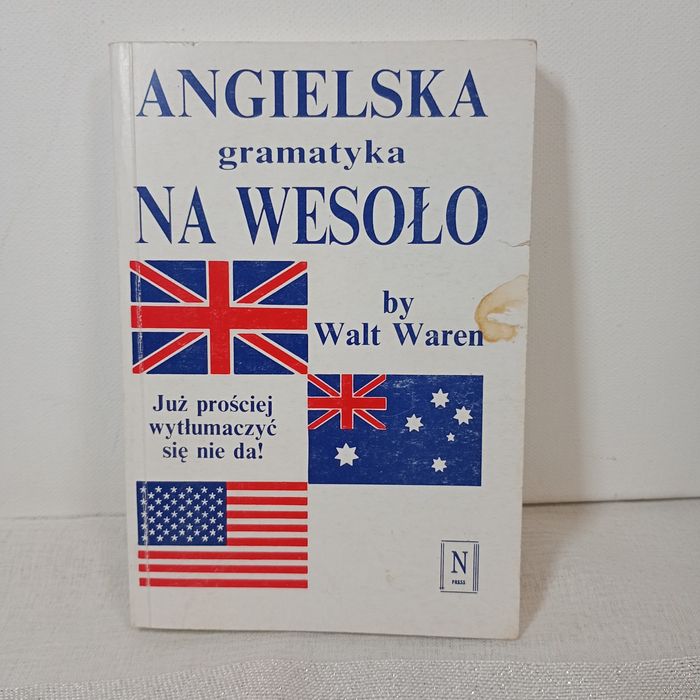 ANGIELSKA
gramatyka
NA WESOŁO
by
Walt Waren
Już prościej
wytłumaczyć
się nie da!
N
PRESS